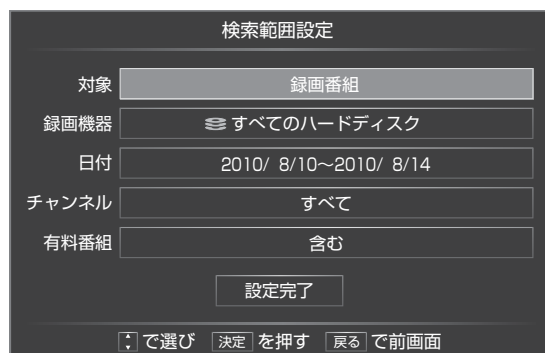 検索範囲設定
対象 録画番組
録画機器 すべてのハードディスク
日付 2010/ 8/10～2010/ 8/14
チャンネル すべて
有料番組 含む
設定完了
で選び 決定 を押す 戻る で前画面